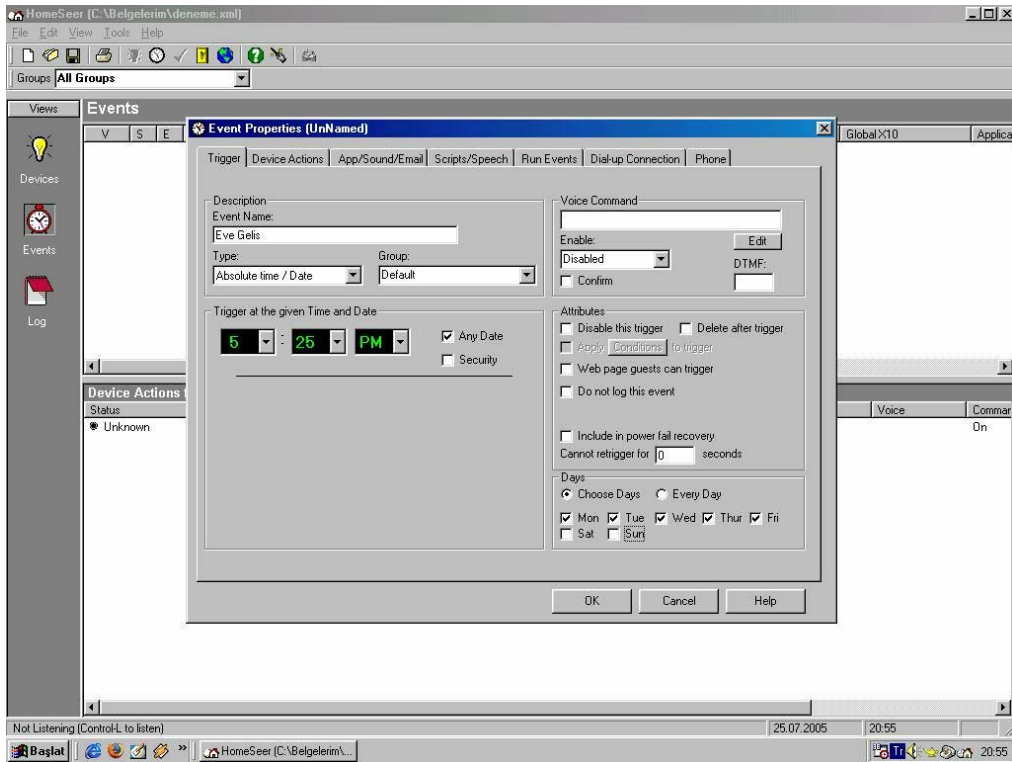 HomeSeer (C:\Belgelerim\deneme.xml)
File Edit View Tools Help
Groups All Groups
Views Events
V S E Global X10 Applica
Event Properties (UnNamed)
Trigger Device Actions App/Sound/Email Scripts/Speech Run Events Dial-up Connection Phone
Devices
Events
Log
Description
Event Name:
Eve Gelis
Type: Group:
Absolute time / Date Default
Voice Command
Enable: Edit
Disabled DTMF:
Confirm
Trigger at the given Time and Date
5 : 25 PM Any Date
Security
Attributes
Disable this trigger Delete after trigger
Apply Conditions to trigger
Web page guests can trigger
Do not log this event
Include in power fail recovery
Cannot retrigger for 0 seconds
Days
Choose Days Every Day
Mon Tue Wed Thur Fri
Sat Sun
OK Cancel Help
Device Actions
Status Voice Commar
Unknown On
Not Listening (Control-L to listen) 25.07.2005 20:55
Başlat HomeSeer (C:\Belgelerim\... Tr 20:55